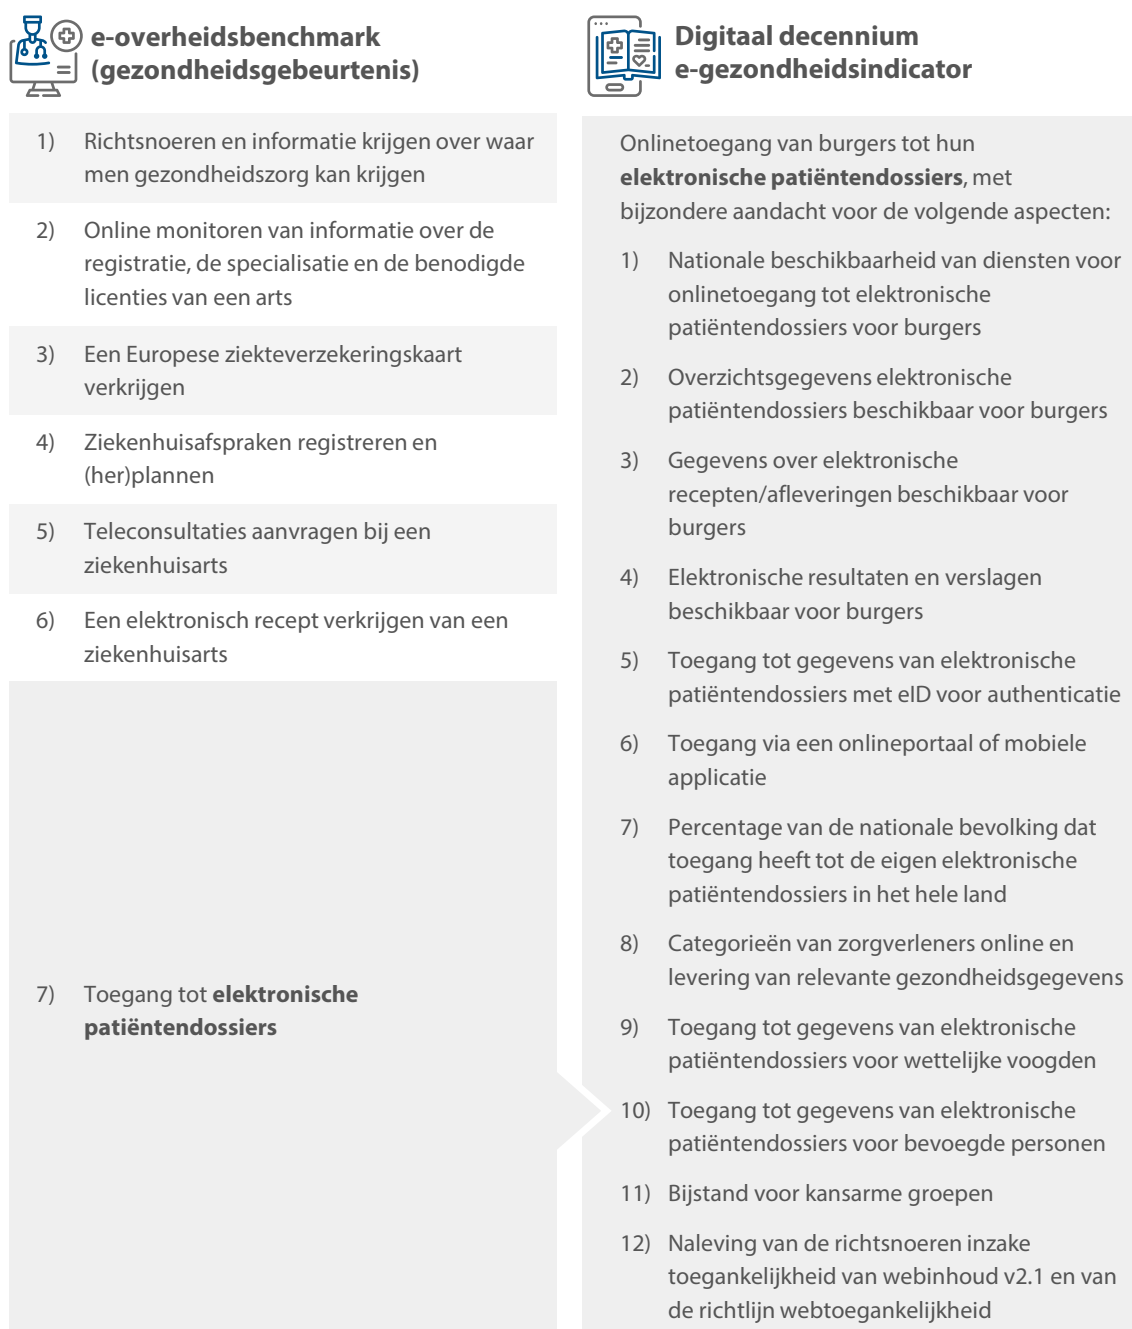 e-overheidsbenchmark
(gezondheidsgebeurtenis)
1) Richtsnoeren en informatie krijgen over waar
men gezondheidszorg kan krijgen
2) Online monitoren van informatie over de
registratie, de specialisatie en de benodigde
licenties van een arts
3) Een Europese ziekteverzekeringskaart
verkrijgen
4) Ziekenhuisafspraken registreren en
(her)plannen
5) Teleconsultaties aanvragen bij een
ziekenhuisarts
6) Een elektronisch recept verkrijgen van een
ziekenhuisarts
7) Toegang tot elektronische
patiëntendossiers
Digitaal decennium
e-gezondheidsindicator
Onlinetoegang van burgers tot hun
elektronische patiëntendossiers, met
bijzondere aandacht voor de volgende aspecten:
1) Nationale beschikbaarheid van diensten voor
onlinetoegang tot elektronische
patiëntendossiers voor burgers
2) Overzichtsgegevens elektronische
patiëntendossiers beschikbaar voor burgers
3) Gegevens over elektronische
recepten/afleveringen beschikbaar voor
burgers
4) Elektronische resultaten en verslagen
beschikbaar voor burgers
5) Toegang tot gegevens van elektronische
patiëntendossiers met eID voor authenticatie
6) Toegang via een onlineportaal of mobiele
applicatie
7) Percentage van de nationale bevolking dat
toegang heeft tot de eigen elektronische
patiëntendossiers in het hele land
8) Categorieën van zorgverleners online en
levering van relevante gezondheidsgegevens
9) Toegang tot gegevens van elektronische
patiëntendossiers voor wettelijke voogden
10) Toegang tot gegevens van elektronische
patiëntendossiers voor bevoegde personen
11) Bijstand voor kansarme groepen
12) Naleving van de richtsnoeren inzake
toegankelijkheid van webinhoud v2.1 en van
de richtlijn webtoegankelijkheid